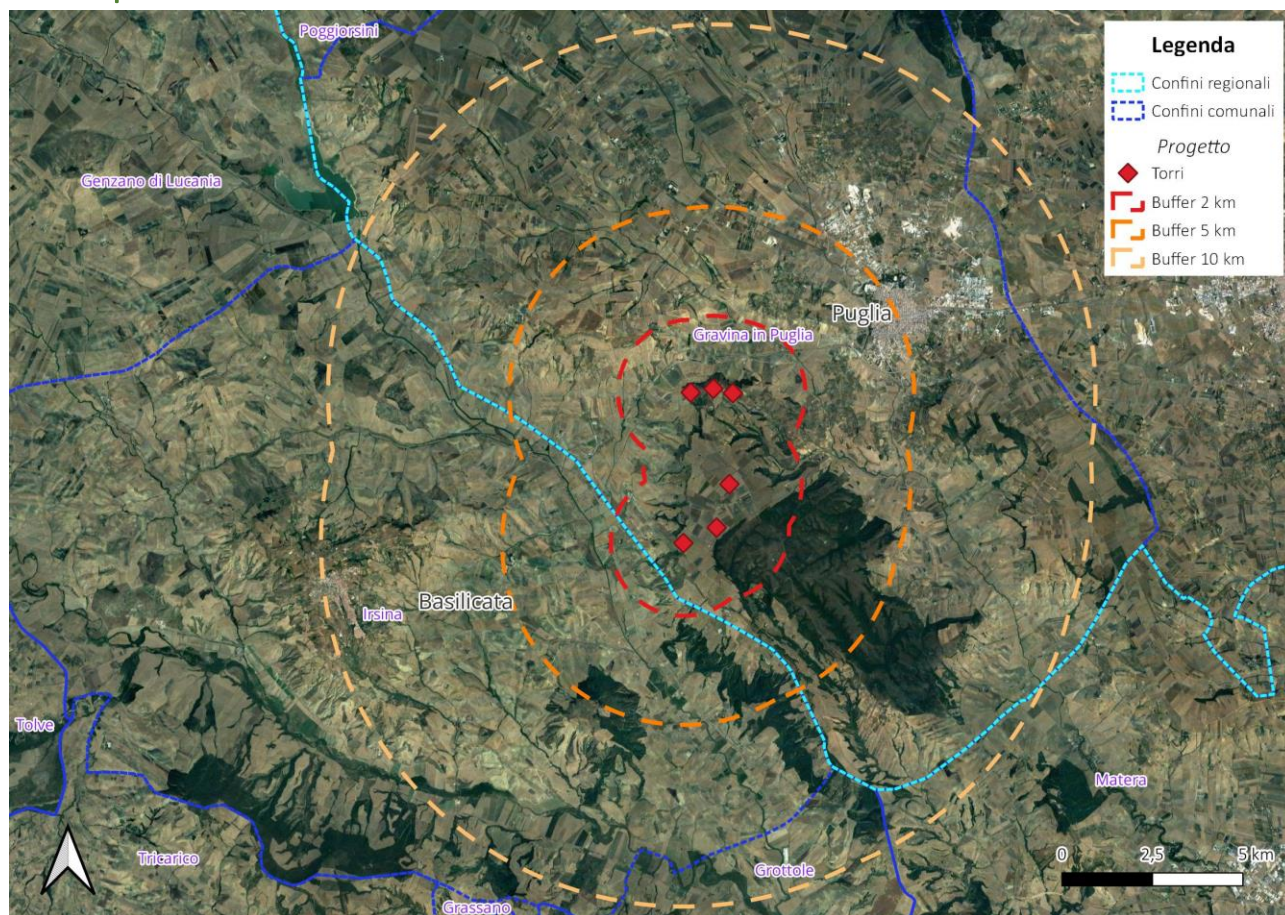 Poggiorsini
Legenda
Confini regionali
Confini comunali
Progetto
Torri
Buffer 2 km
Buffer 5 km
Buffer 10 km
Genzano di Lucania
Puglia
Gravina in Puglia
Basilicata
Irsina
Tolve
Matera
Tricarico
Grottole
Grassano
0 2,5 5 km